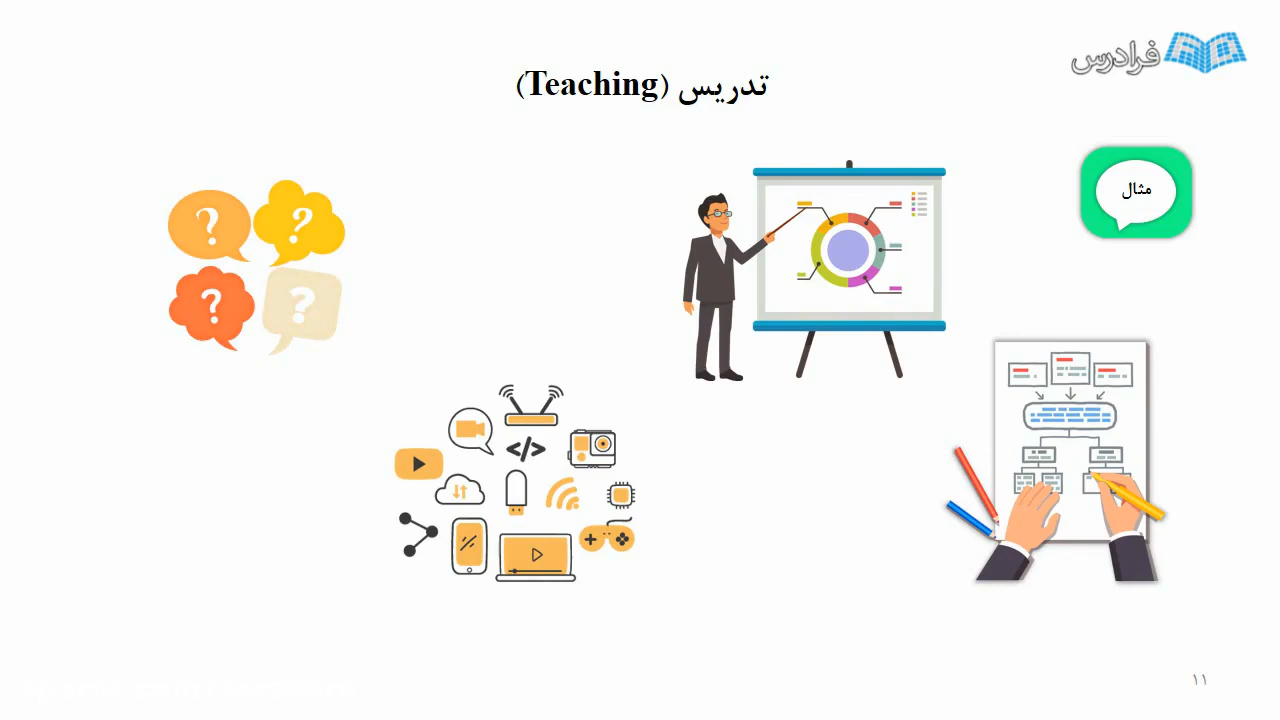 فرادرس
تدریس (Teaching)
مثال
? ?
? ?
</>
۱۱